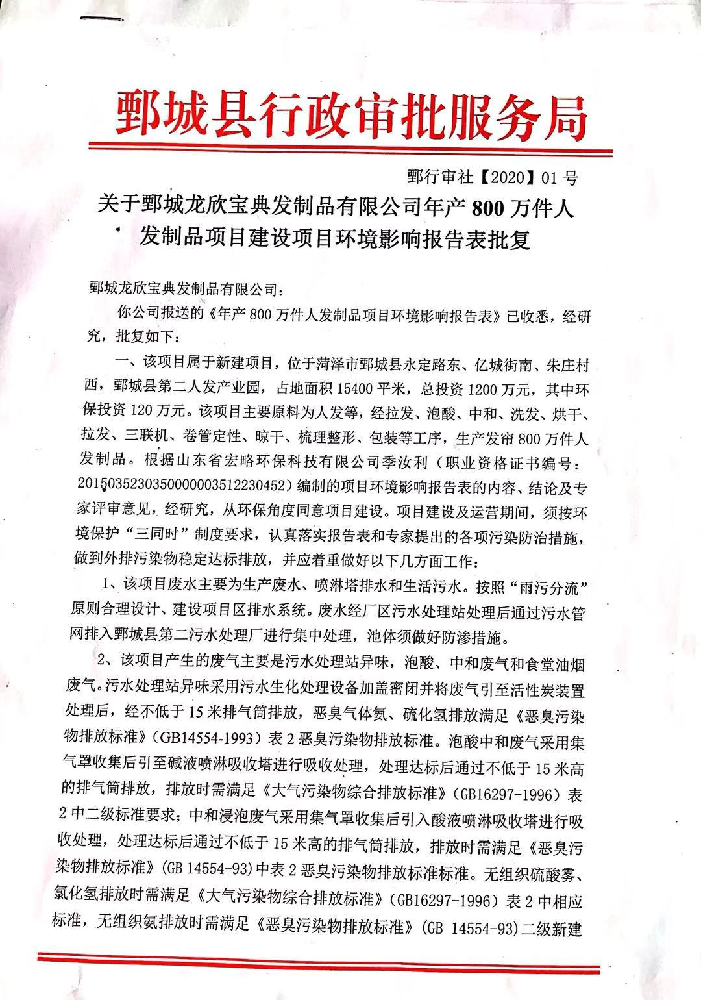 鄄城县行政审批服务局
鄄行审社【2020】01号
关于鄄城龙欣宝典发制品有限公司年产800万件人
发制品项目建设项目环境影响报告表批复
鄄城龙欣宝典发制品有限公司：
你公司报送的《年产800万件人发制品项目环境影响报告表》已收悉，经研
究，批复如下：
一、该项目属于新建项目，位于菏泽市鄄城县永定路东、亿城街南、朱庄村
西，鄄城县第二人发产业园，占地面积15400平米，总投资1200万元，其中环
保投资120万元。该项目主要原料为人发等，经拉发、泡酸、中和、洗发、烘干、
拉发、三联机、卷管定性、晾干、梳理整形、包装等工序，生产发帘800万件人
发制品。根据山东省宏略环保科技有限公司季汝利（职业资格证书编号：
2015035230350000003512230452）编制的项目环境影响报告表的内容、结论及专
家评审意见，经研究，从环保角度同意项目建设。项目建设及运营期间，须按环
境保护“三同时”制度要求，认真落实报告表和专家提出的各项污染防治措施，
做到外排污染物稳定达标排放，并应着重做好以下几方面工作：
1、该项目废水主要为生产废水、喷淋塔排水和生活污水。按照“雨污分流”
原则合理设计、建设项目区排水系统。废水经厂区污水处理站处理后通过污水管
网排入鄄城县第二污水处理厂进行集中处理，池体须做好防渗措施。
2、该项目产生的废气主要是污水处理站异味，泡酸、中和废气和食堂油烟
废气。污水处理站异味采用污水生化处理设备加盖密闭并将废气引至活性炭装置
处理后，经不低于15米排气筒排放，恶臭气体氨、硫化氢排放满足《恶臭污染
物排放标准》（GB14554-1993）表2恶臭污染物排放标准。泡酸中和废气采用集
气罩收集后引至碱液喷淋吸收塔进行吸收处理，处理达标后通过不低于15米高
的排气筒排放，排放时需满足《大气污染物综合排放标准》（GB16297-1996）表
2中二级标准要求；中和浸泡废气采用集气罩收集后引入酸液喷淋吸收塔进行吸
收处理，处理达标后通过不低于15米高的排气筒排放，排放时需满足《恶臭污
染物排放标准》(GB 14554-93)中表2恶臭污染物排放标准标准。无组织硫酸雾、
氯化氢排放时需满足《大气污染物综合排放标准》（GB16297-1996）表2中相应
标准，无组织氨排放时需满足《恶臭污染物排放标准》(GB 14554-93)二级新建